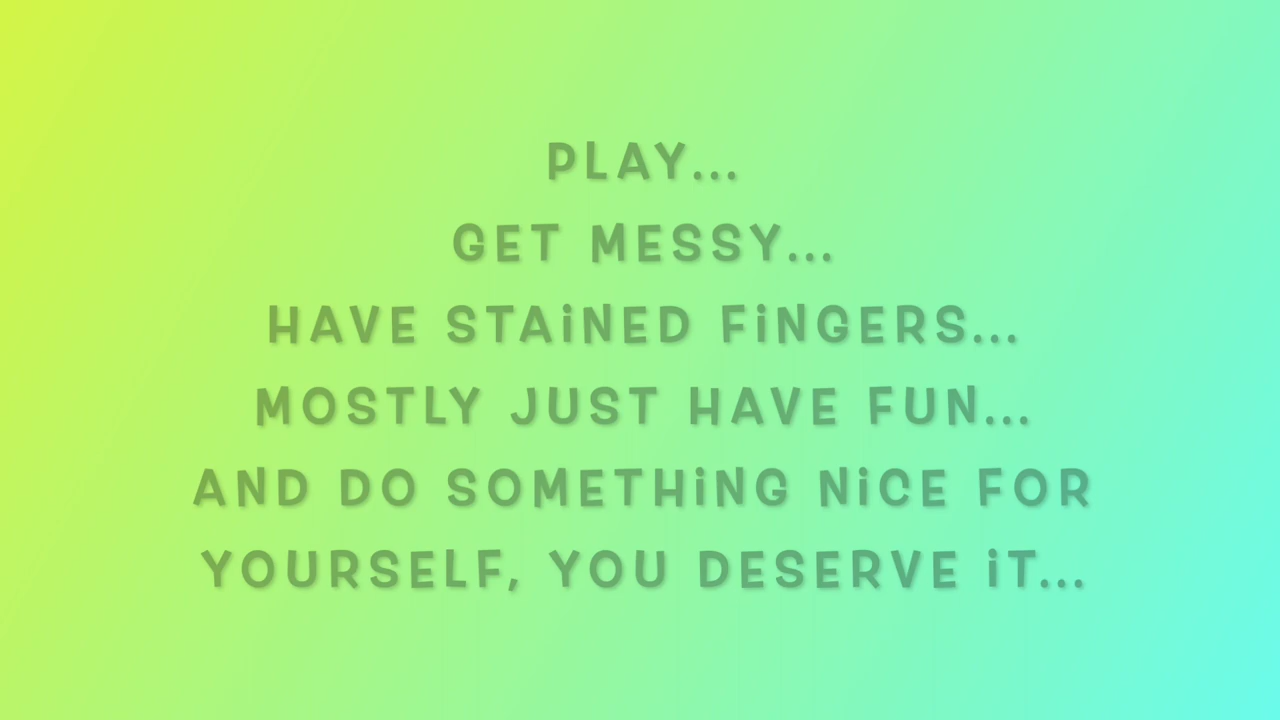 PLAY...
GET MESSY...
HAVE STAiNED FiNGERS...
MOSTLY JUST HAVE FUN...
AND DO SOMETHiNG NiCE FOR
YOURSELF, YOU DESERVE iT...